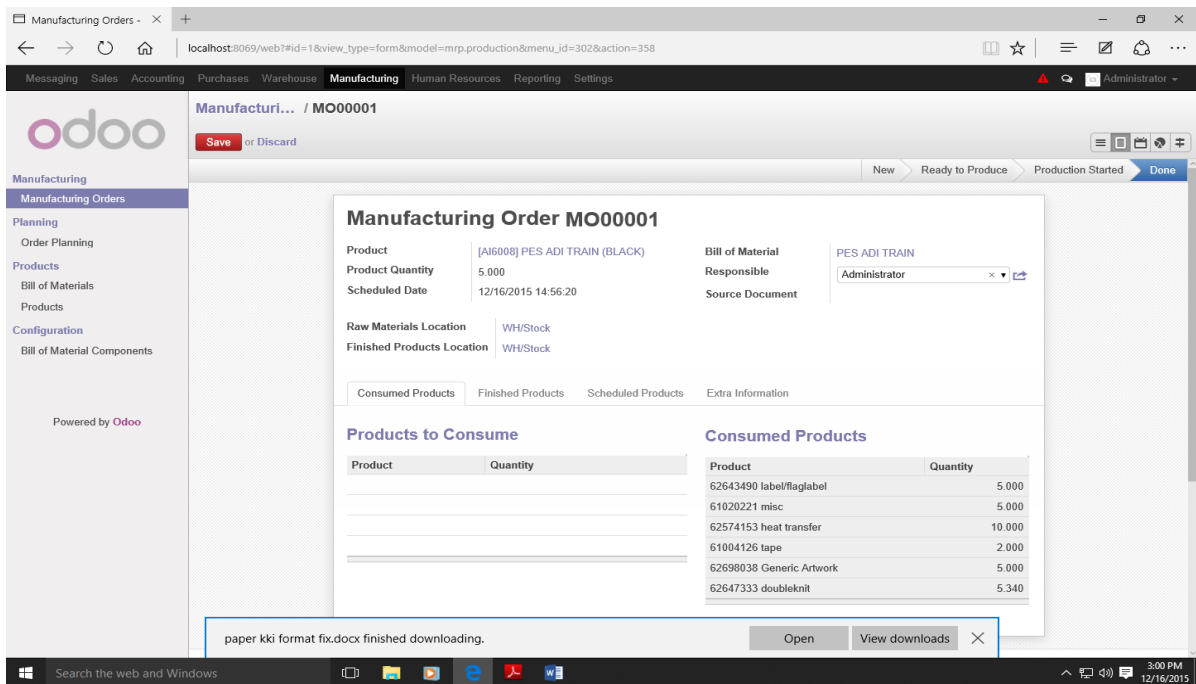 Manufacturing Orders -
localhost:8069/web?#id=1&view_type=form&model=mrp.production&menu_id=302&action=358
Messaging Sales Accounting Purchases Warehouse Manufacturing Human Resources Reporting Settings Administrator
odoo
Manufacturing
Manufacturing Orders
Planning
Order Planning
Products
Bill of Materials
Products
Configuration
Bill of Material Components
Powered by Odoo
Manufacturi... / MO00001
Save or Discard
New Ready to Produce Production Started Done
Manufacturing Order MO00001
Product [AI6008] PES ADI TRAIN (BLACK)
Product Quantity 5.000
Scheduled Date 12/16/2015 14:56:20
Bill of Material PES ADI TRAIN
Responsible Administrator
Source Document
Raw Materials Location WH/Stock
Finished Products Location WH/Stock
Consumed Products Finished Products Scheduled Products Extra Information
Products to Consume
Product Quantity
Consumed Products
Product Quantity
62643490 label/flaglabel 5.000
61020221 misc 5.000
62574153 heat transfer 10.000
61004126 tape 2.000
62698038 Generic Artwork 5.000
62647333 doubleknit 5.340
paper kki format fix.docx finished downloading. Open View downloads
Search the web and Windows
3:00 PM
12/16/2015